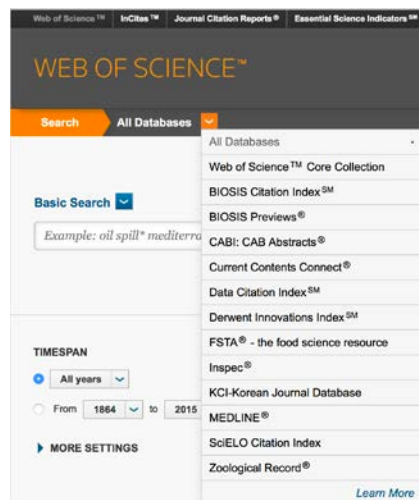 Web of Science™ InCites™ Journal Citation Reports® Essential Science Indicators℠
WEB OF SCIENCE™
Search All Databases
All Databases
Web of Science™ Core Collection
BIOSIS Citation Index℠
BIOSIS Previews®
CABI: CAB Abstracts®
Current Contents Connect®
Data Citation Index℠
Derwent Innovations Index℠
FSTA® - the food science resource
Inspec®
KCI-Korean Journal Database
MEDLINE®
SciELO Citation Index
Zoological Record®
Learn More
Basic Search
Example: oil spill* mediterra
TIMESPAN
All years
From 1864 to 2015
MORE SETTINGS